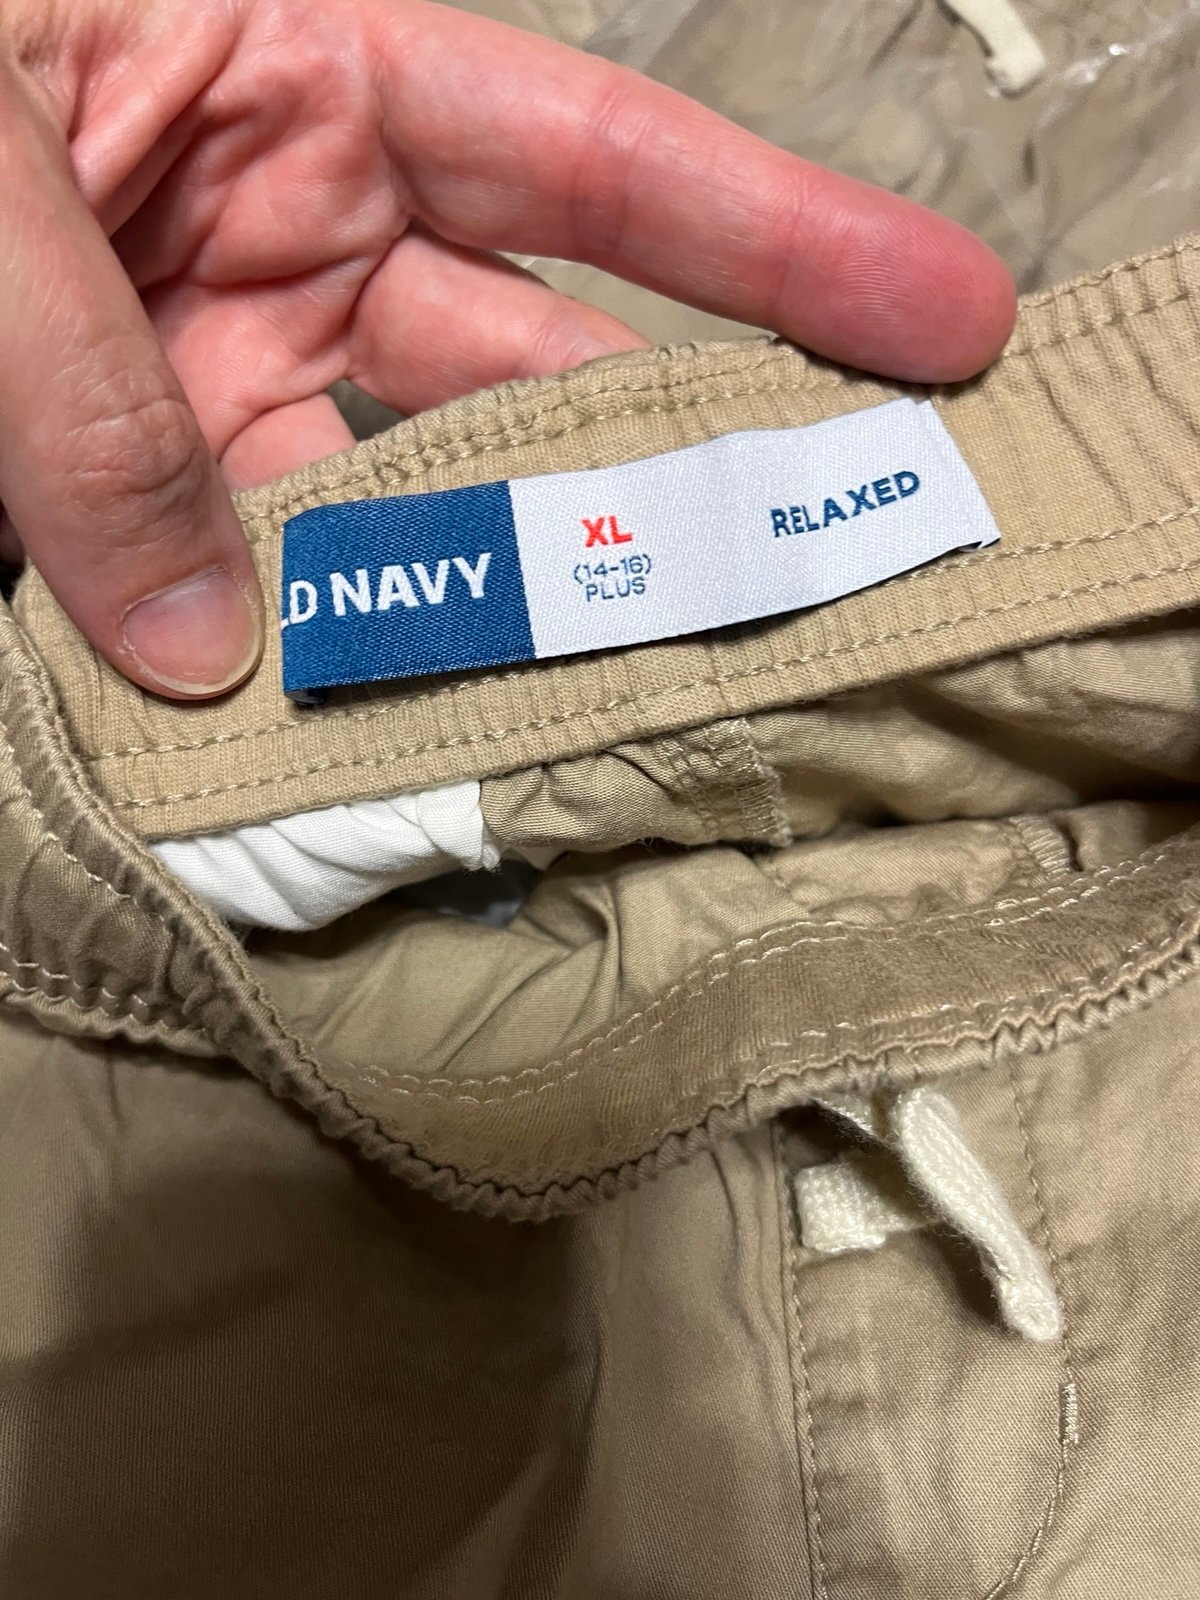 LD NAVY
XL
(14-16)
PLUS
RELAXED